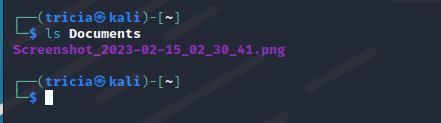 ┌──(tricia㉿kali)-[~]
└─$ ls Documents
Screenshot_2023-02-15_02_30_41.png
┌──(tricia㉿kali)-[~]
└─$